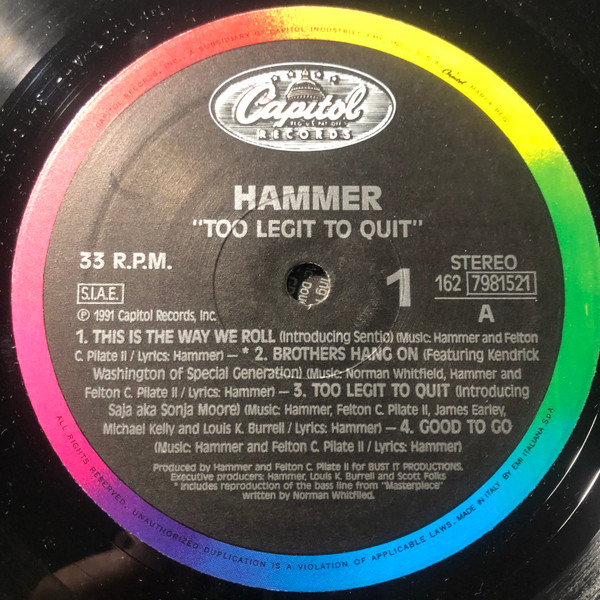 Capitol
RECORDS
HAMMER
"TOO LEGIT TO QUIT"
33 R.P.M.
S.I.A.E.
℗ 1991 Capitol Records, Inc.
1
STEREO
162 7981521
A
1. THIS IS THE WAY WE ROLL (Introducing Sentio) (Music: Hammer and Felton
C. Pilate II / Lyrics: Hammer) – * 2. BROTHERS HANG ON (Featuring Kendrick
Washington of Special Generation) (Music: Norman Whitfield, Hammer and
Felton C. Pilate II / Lyrics: Hammer) – 3. TOO LEGIT TO QUIT (Introducing
Saja aka Sonja Moore) (Music: Hammer, Felton C. Pilate II, James Earley,
Michael Kelly and Louis K. Burrell / Lyrics: Hammer) – 4. GOOD TO GO
(Music: Hammer and Felton C. Pilate II / Lyrics: Hammer)
Produced by Hammer and Felton C. Pilate II for BUST IT PRODUCTIONS.
Executive producers: Hammer, Louis K. Burrell and Scott Folks
* includes reproduction of the bass line from "Masterpiece"
written by Norman Whitfiled.
A SUBSIDIARY OF CAPITOL INDUSTRIES
ALL RIGHTS RESERVED. UNAUTHORIZED DUPLICATION IS A VIOLATION OF APPLICABLE LAWS. MADE IN ITALY BY EMI ITALIANA S.p.A.